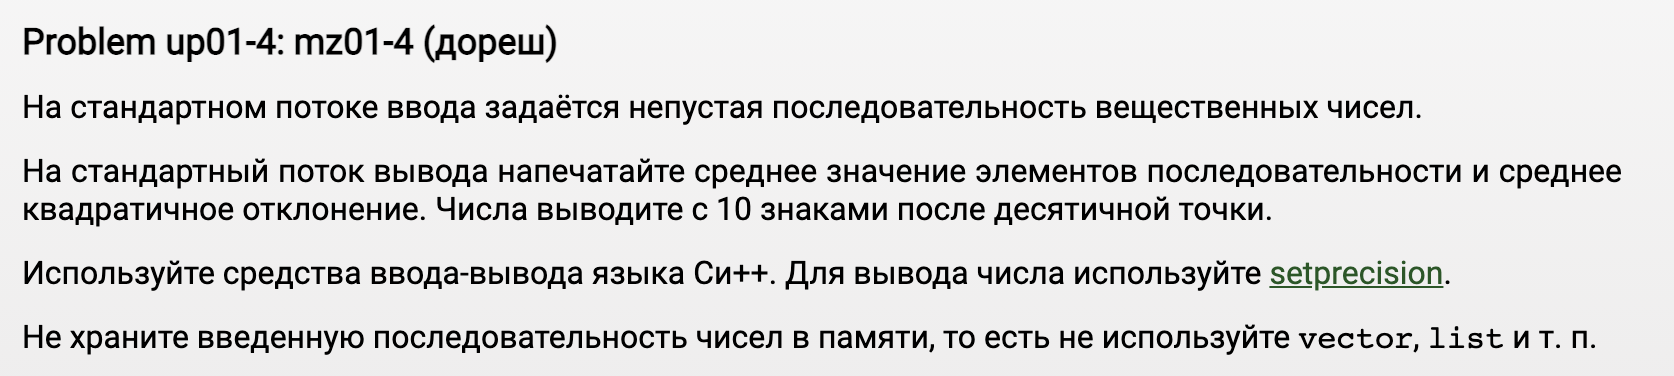 Problem up01-4: mz01-4 (дореш)
На стандартном потоке ввода задаётся непустая последовательность вещественных чисел.
На стандартный поток вывода напечатайте среднее значение элементов последовательности и среднее
квадратичное отклонение. Числа выводите с 10 знаками после десятичной точки.
Используйте средства ввода-вывода языка Си++. Для вывода числа используйте setprecision.
Не храните введенную последовательность чисел в памяти, то есть не используйте vector, list и т. п.